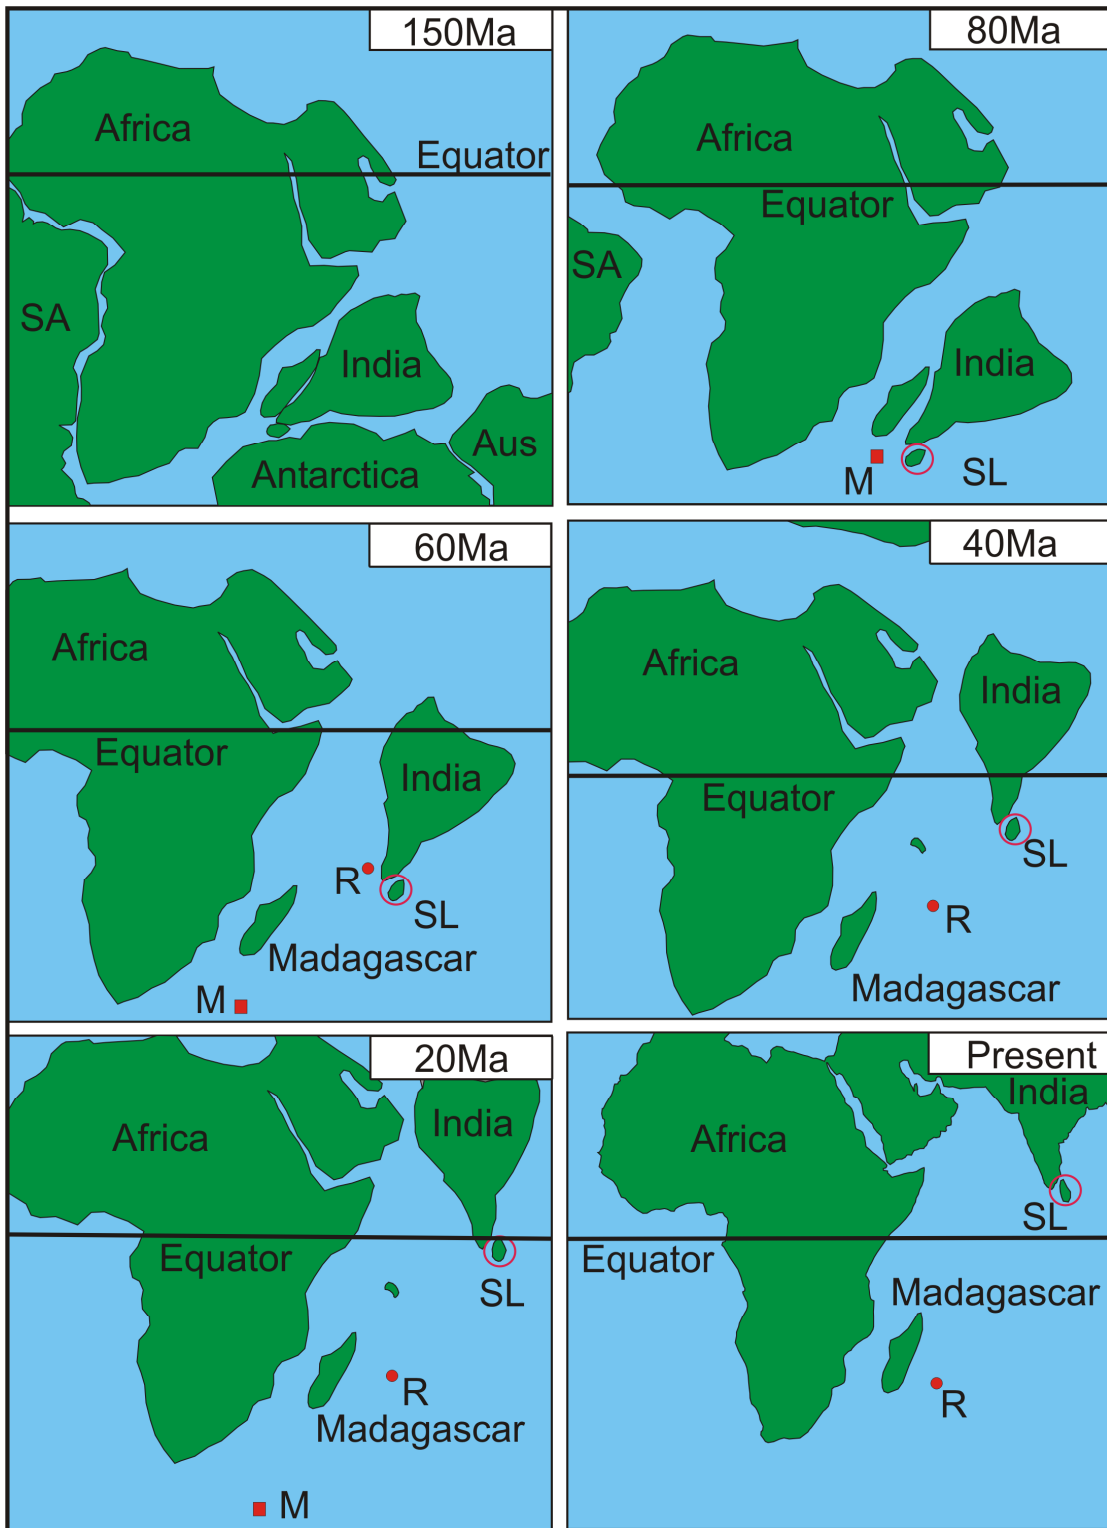 150Ma
Africa
Equator
SA
India
Aus
Antarctica
80Ma
Africa
Equator
SA
India
M
SL
60Ma
Africa
Equator
India
R
SL
Madagascar
M
40Ma
Africa
India
Equator
SL
R
Madagascar
20Ma
India
Africa
Equator
SL
R
Madagascar
M
Present
India
Africa
SL
Equator
Madagascar
R